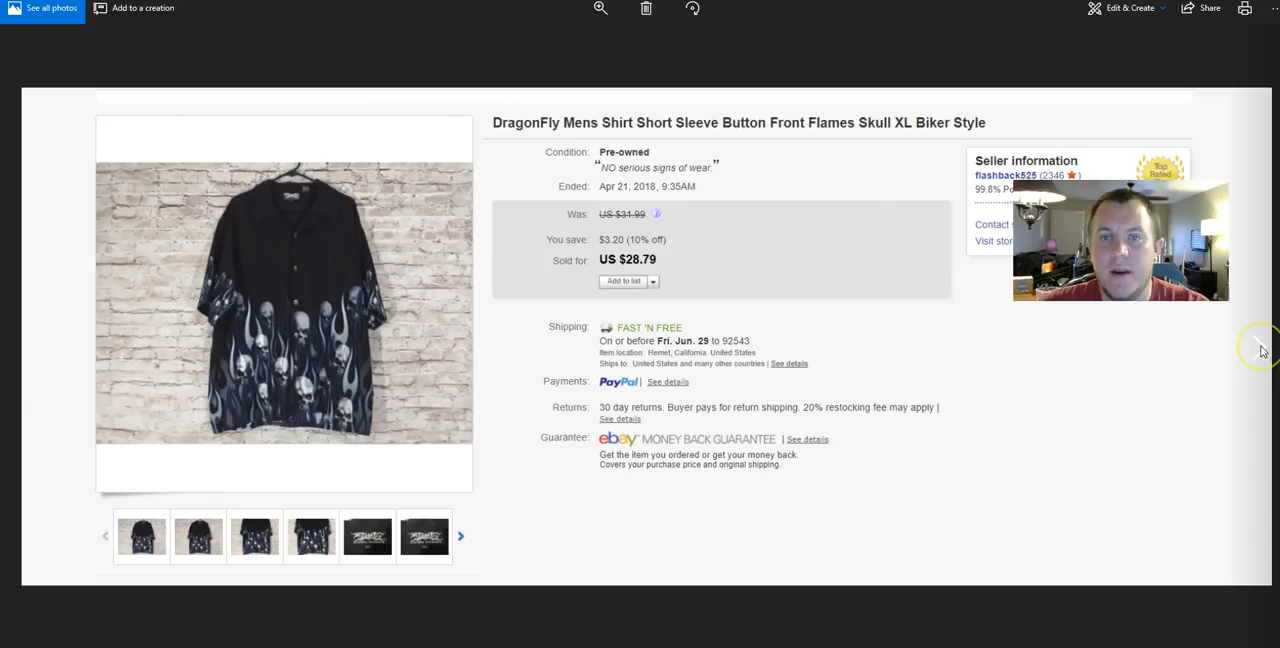 See all photos
Add to a creation
Edit & Create
Share
DragonFly Mens Shirt Short Sleeve Button Front Flames Skull XL Biker Style
Condition: Pre-owned
“NO serious signs of wear.”
Ended: Apr 21, 2018 , 9:35AM
Was: US $31.99
You save: $3.20 (10% off)
Sold for: US $28.79
Add to list
Shipping: FAST 'N FREE
On or before Fri. Jun. 29 to 92543
Item location: Hemet, California, United States
Ships to: United States and many other countries | See details
Payments: PayPal | See details
Returns: 30 day returns. Buyer pays for return shipping. 20% restocking fee may apply |
See details
Guarantee: ebay MONEY BACK GUARANTEE | See details
Get the item you ordered or get your money back.
Covers your purchase price and original shipping.
Seller information
flashback525 (2346
Top
Rated
99.8%
Contact
Visit